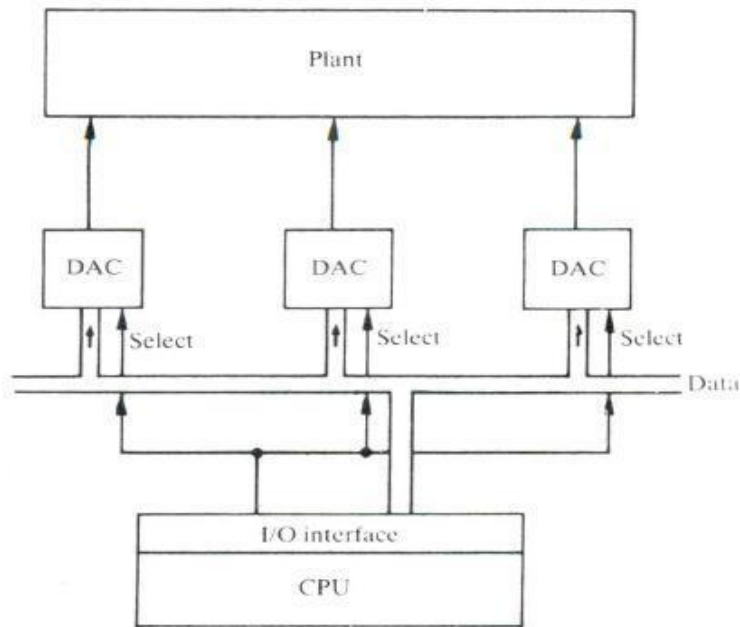 Plant
DAC
DAC
DAC
Select
Select
Select
Data
I/O interface
CPU